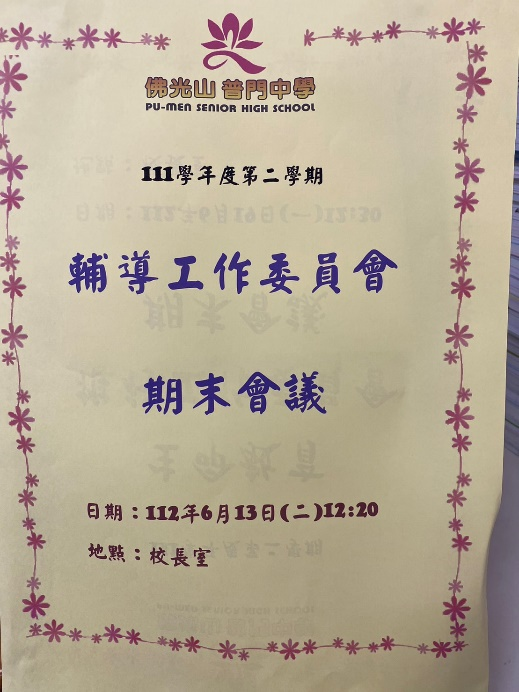 佛光山 普門中學
PU-MEN SENIOR HIGH SCHOOL
111學年度第二學期
輔導工作委員會
期末會議
日期：112年6月13日(二)12:20
地點：校長室